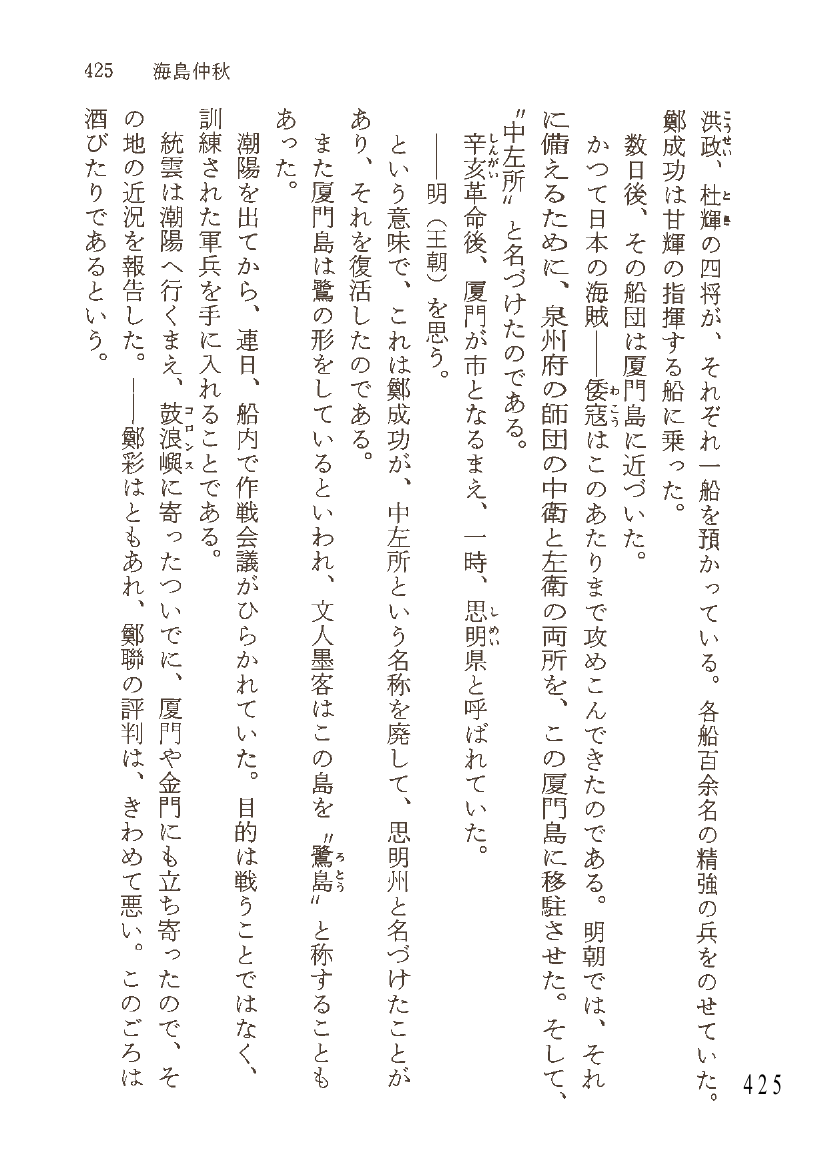 425 海島仲秋
洪政、杜輝の四将が、それぞれ一船を預かっている。各船百余名の精強の兵をのせていた。
鄭成功は甘輝の指揮する船に乗った。
数日後、その船団は厦門島に近づいた。
かつて日本の海賊――倭寇はこのあたりまで攻めこんできたのである。明朝では、それ
に備えるために、泉州府の師団の中衛と左衛の両所を、この厦門島に移駐させた。そして、
〝中左所〟と名づけたのである。
辛亥革命後、厦門が市となるまえ、一時、思明県と呼ばれていた。
――明（王朝）を思う。
という意味で、これは鄭成功が、中左所という名称を廃して、思明州と名づけたことが
あり、それを復活したのである。
また厦門島は鷺の形をしているといわれ、文人墨客はこの島を〝鷺島〟と称することも
あった。
潮陽を出てから、連日、船内で作戦会議がひらかれていた。目的は戦うことではなく、
訓練された軍兵を手に入れることである。
統雲は潮陽へ行くまえ、鼓浪嶼に寄ったついでに、厦門や金門にも立ち寄ったので、そ
の地の近況を報告した。――鄭彩はともあれ、鄭聯の評判は、きわめて悪い。このごろは
酒びたりであるという。
425